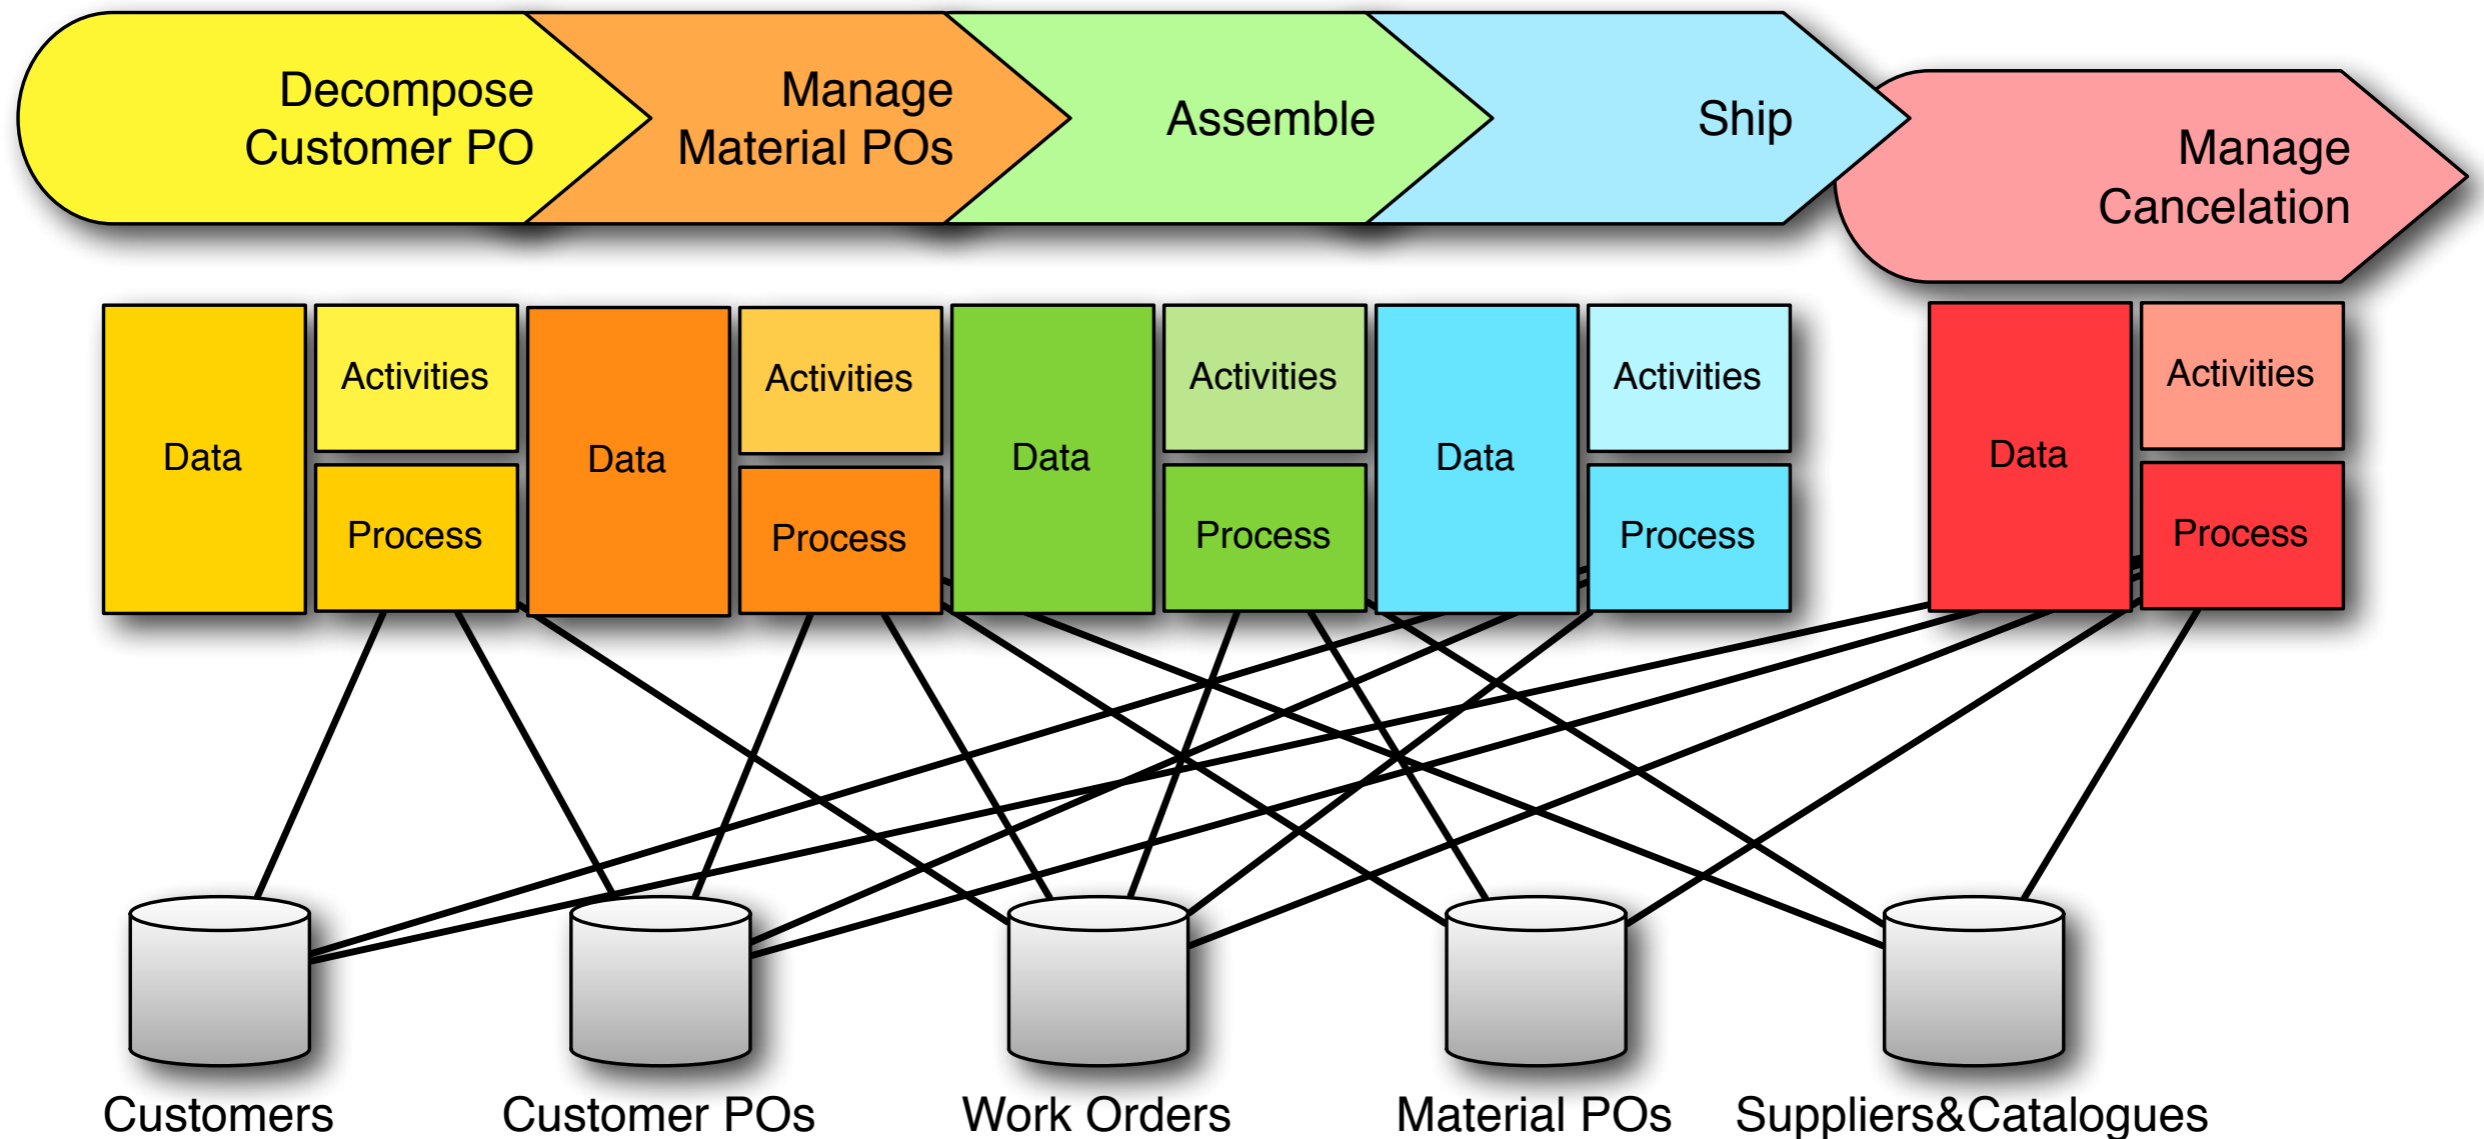 Decompose
Customer PO
Manage
Material POs
Assemble
Ship
Manage
Cancelation
Data
Activities
Process
Data
Activities
Process
Data
Activities
Process
Data
Activities
Process
Data
Activities
Process
Customers
Customer POs
Work Orders
Material POs
Suppliers&Catalogues